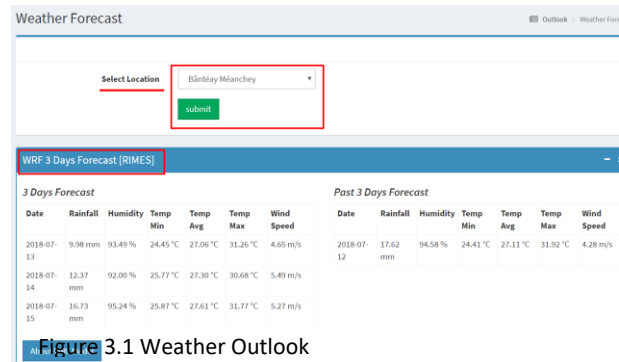 Weather Forecast
Outlook > Weather Fore
Select Location Bântéay Méanchey
submit
WRF 3 Days Forecast [RIMES]
3 Days Forecast
Date Rainfall Humidity Temp Min Temp Avg Temp Max Wind Speed
2018-07-13 9.98 mm 93.49 % 24.45 °C 27.06 °C 31.26 °C 4.65 m/s
2018-07-14 12.37 mm 92.00 % 25.77 °C 27.30 °C 30.68 °C 5.49 m/s
2018-07-15 16.73 mm 95.24 % 25.87 °C 27.61 °C 31.77 °C 5.27 m/s
Past 3 Days Forecast
Date Rainfall Humidity Temp Min Temp Avg Temp Max Wind Speed
2018-07-12 17.62 mm 94.58 % 24.41 °C 27.11 °C 31.92 °C 4.28 m/s
Figure 3.1 Weather Outlook